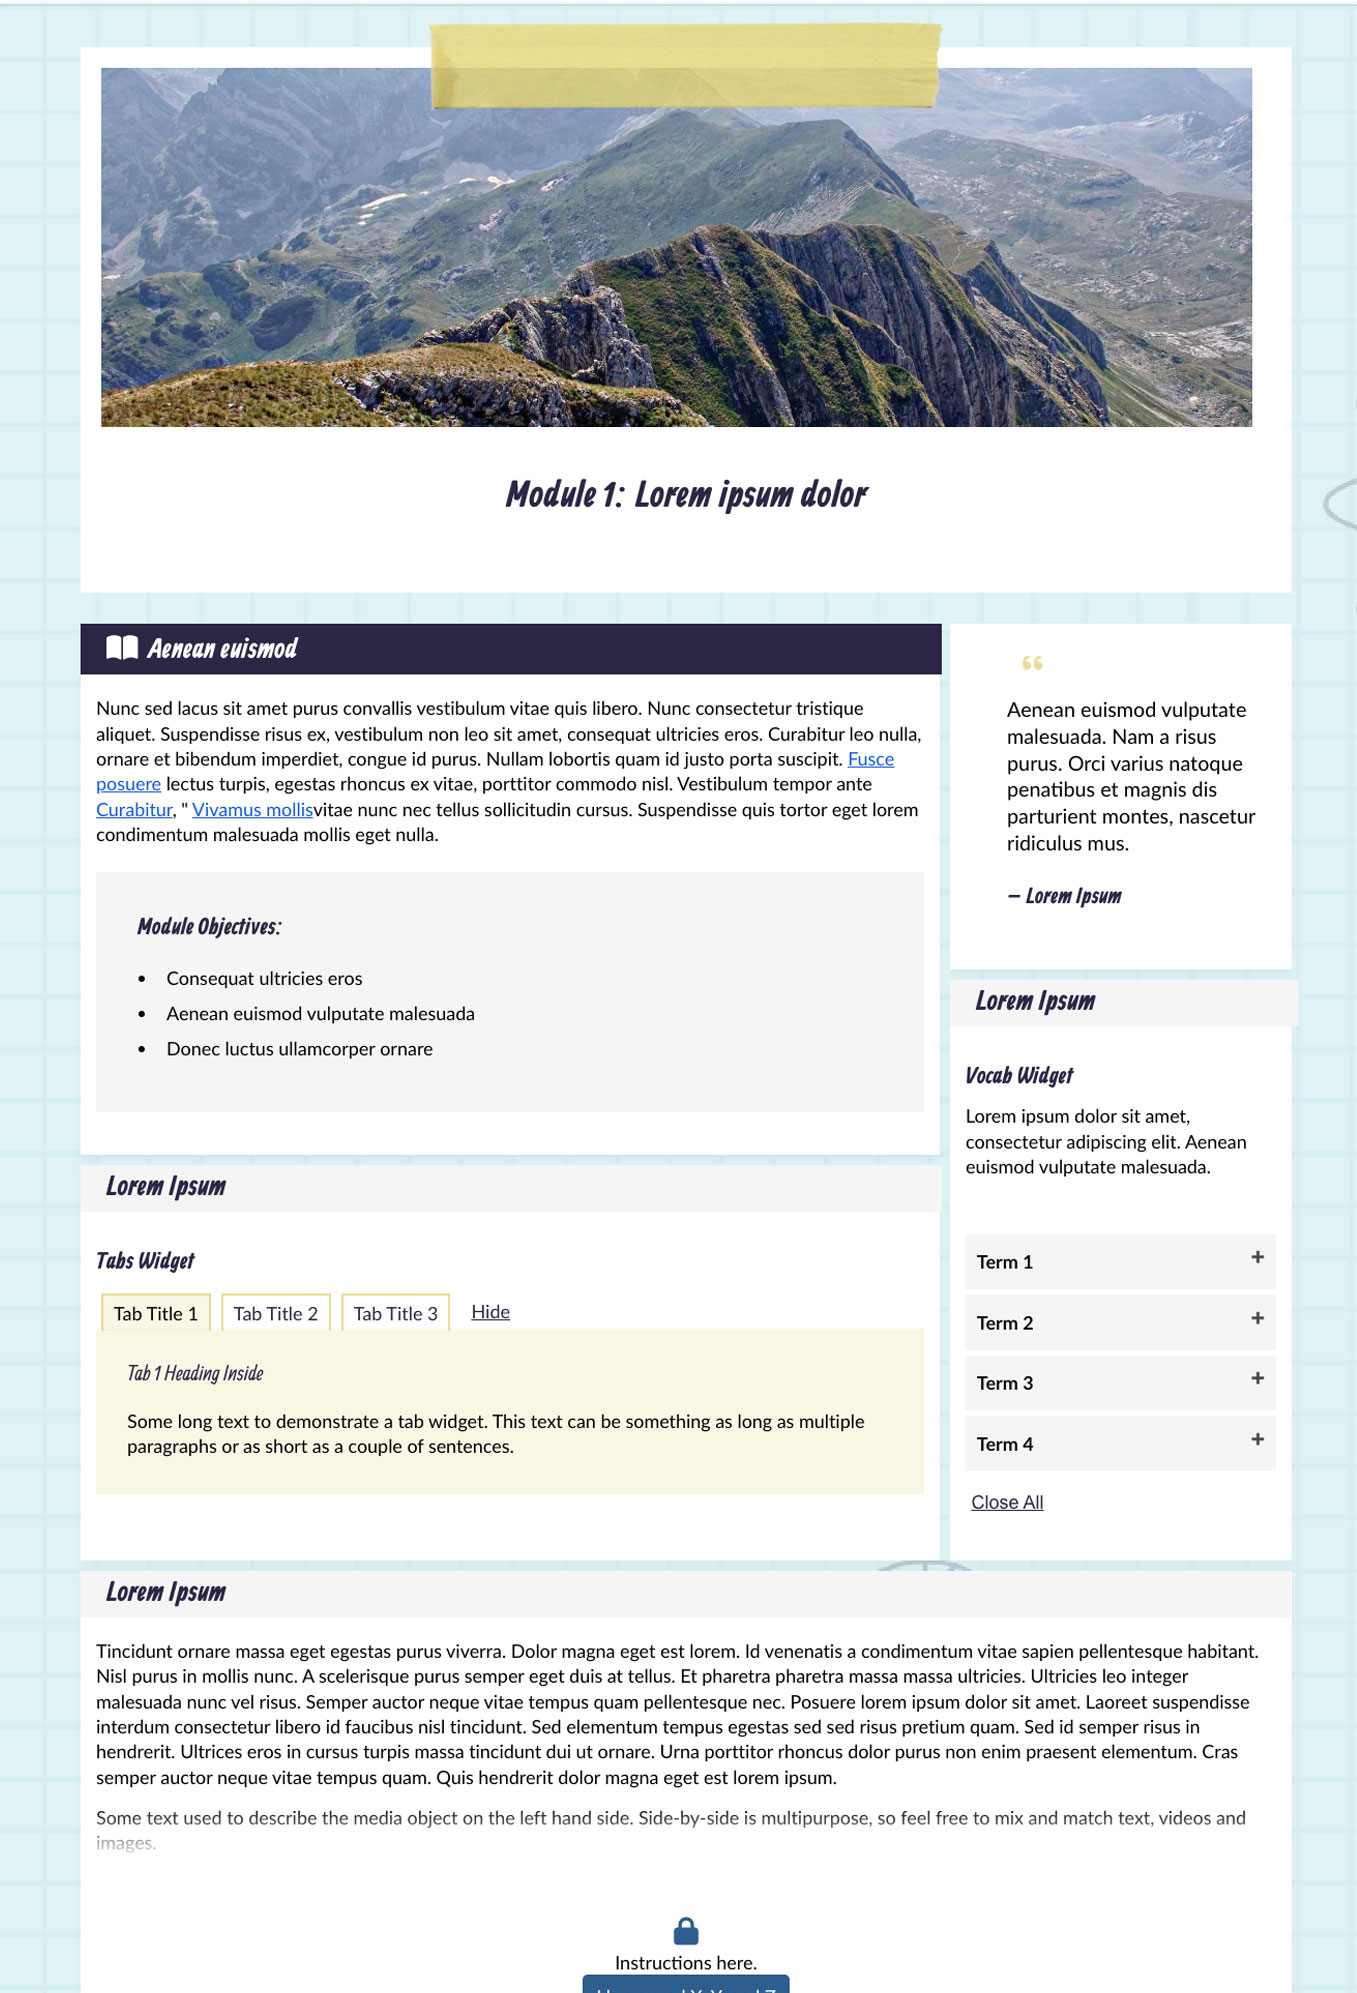 Module 1: Lorem ipsum dolor
Aenean euismod
Nunc sed lacus sit amet purus convallis vestibulum vitae quis libero. Nunc consectetur tristique
aliquet. Suspendisse risus ex, vestibulum non leo sit amet, consequat ultricies eros. Curabitur leo nulla,
ornare et bibendum imperdiet, congue id purus. Nullam lobortis quam id justo porta suscipit. Fusce
posuere lectus turpis, egestas rhoncus ex vitae, porttitor commodo nisl. Vestibulum tempor ante
Curabitur, " Vivamus mollisvitae nunc nec tellus sollicitudin cursus. Suspendisse quis tortor eget lorem
condimentum malesuada mollis eget nulla.
Module Objectives:
• Consequat ultricies eros
• Aenean euismod vulputate malesuada
• Donec luctus ullamcorper ornare
“
Aenean euismod vulputate
malesuada. Nam a risus
purus. Orci varius natoque
penatibus et magnis dis
parturient montes, nascetur
ridiculus mus.
– Lorem Ipsum
Lorem Ipsum
Tabs Widget
Tab Title 1 Tab Title 2 Tab Title 3 Hide
Tab 1 Heading Inside
Some long text to demonstrate a tab widget. This text can be something as long as multiple
paragraphs or as short as a couple of sentences.
Lorem Ipsum
Vocab Widget
Lorem ipsum dolor sit amet,
consectetur adipiscing elit. Aenean
euismod vulputate malesuada.
Term 1 +
Term 2 +
Term 3 +
Term 4 +
Close All
Lorem Ipsum
Tincidunt ornare massa eget egestas purus viverra. Dolor magna eget est lorem. Id venenatis a condimentum vitae sapien pellentesque habitant.
Nisl purus in mollis nunc. A scelerisque purus semper eget duis at tellus. Et pharetra pharetra massa massa ultricies. Ultricies leo integer
malesuada nunc vel risus. Semper auctor neque vitae tempus quam pellentesque nec. Posuere lorem ipsum dolor sit amet. Laoreet suspendisse
interdum consectetur libero id faucibus nisl tincidunt. Sed elementum tempus egestas sed sed risus pretium quam. Sed id semper risus in
hendrerit. Ultrices eros in cursus turpis massa tincidunt dui ut ornare. Urna porttitor rhoncus dolor purus non enim praesent elementum. Cras
semper auctor neque vitae tempus quam. Quis hendrerit dolor magna eget est lorem ipsum.
Some text used to describe the media object on the left hand side. Side-by-side is multipurpose, so feel free to mix and match text, videos and
images.
Instructions here.